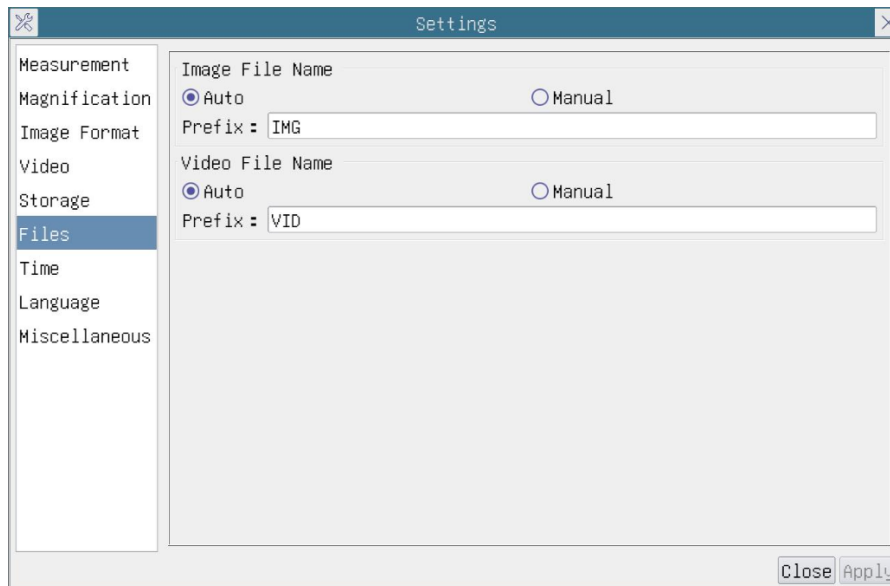 Settings
Measurement
Magnification
Image Format
Video
Storage
Files
Time
Language
Miscellaneous
Image File Name
Auto Manual
Prefix: IMG
Video File Name
Auto Manual
Prefix: VID
Close Apply